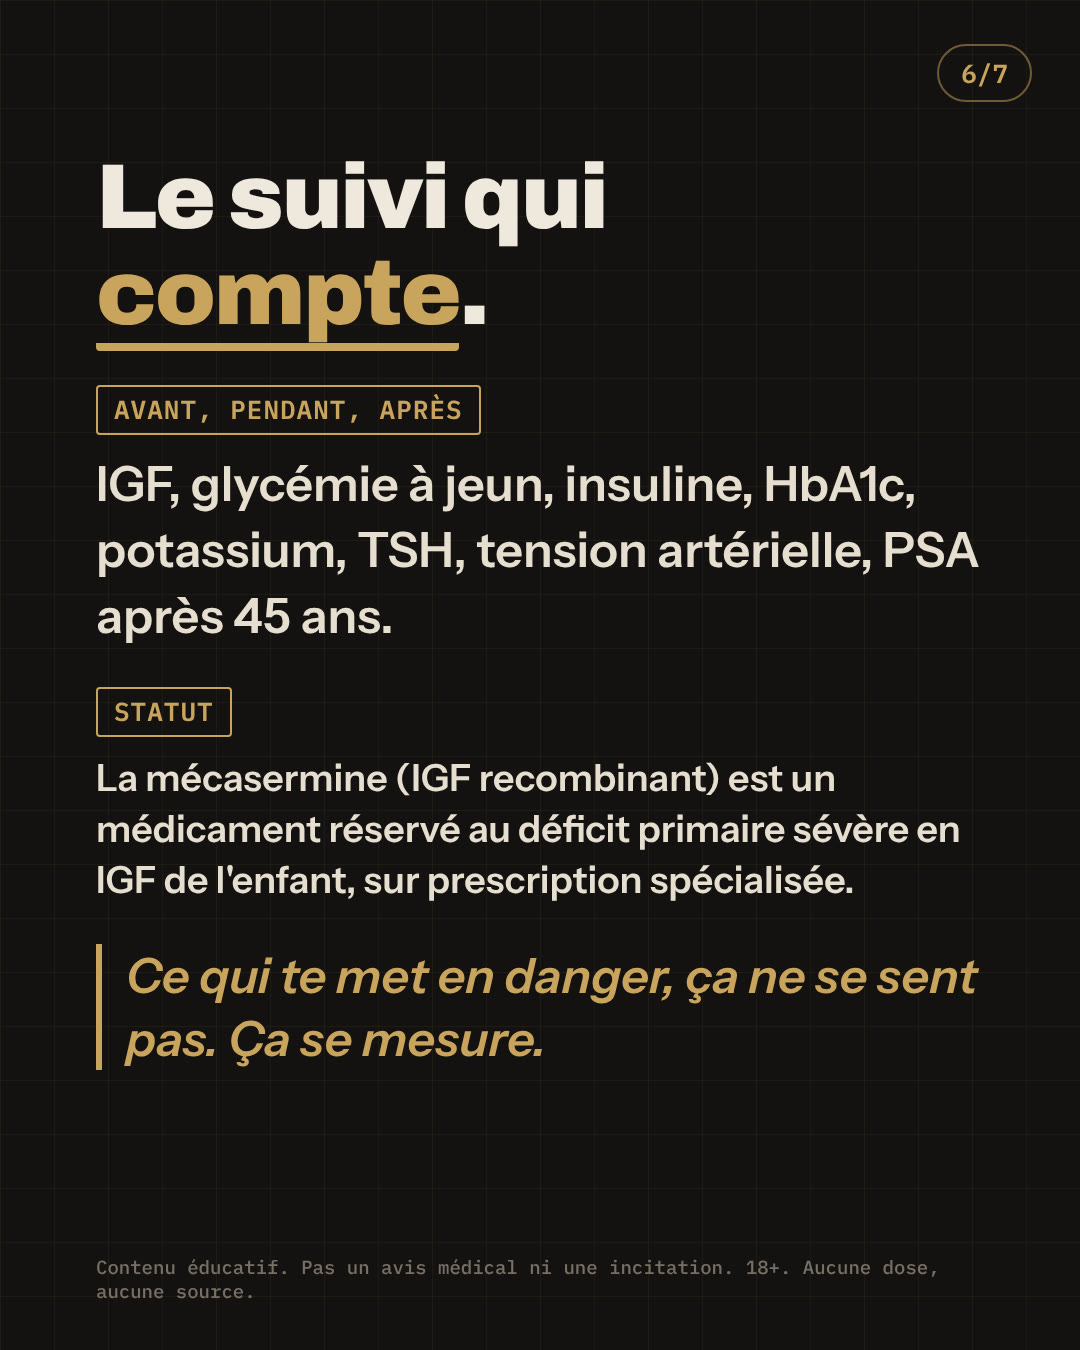 6/7
Le suivi qui
compte.
AVANT, PENDANT, APRÈS
IGF, glycémie à jeun, insuline, HbA1c,
potassium, TSH, tension artérielle, PSA
après 45 ans.
STATUT
La mécasermine (IGF recombinant) est un
médicament réservé au déficit primaire sévère en
IGF de l'enfant, sur prescription spécialisée.
Ce qui te met en danger, ça ne se sent
pas. Ça se mesure.
Contenu éducatif. Pas un avis médical ni une incitation. 18+. Aucune dose,
aucune source.